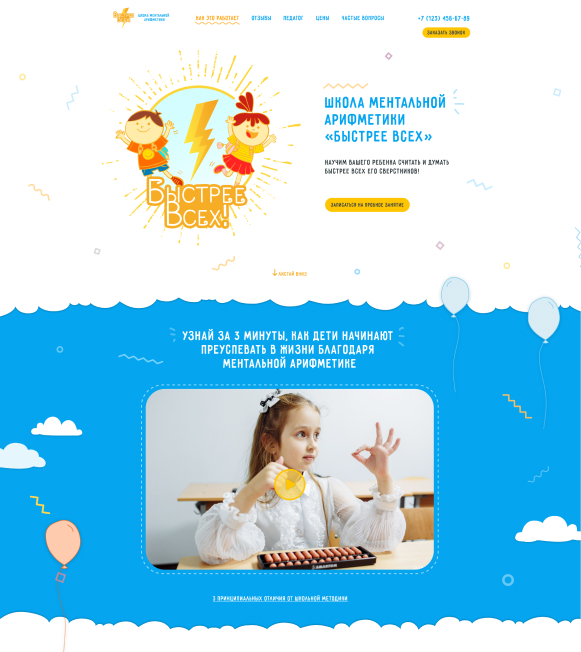 Быстрее Всех!
ШКОЛА МЕНТАЛЬНОЙ
АРИФМЕТИКИ
КАК ЭТО РАБОТАЕТ
ОТЗЫВЫ
ПЕДАГОГ
ЦЕНЫ
ЧАСТЫЕ ВОПРОСЫ
+7 (123) 456-67-89
ЗАКАЗАТЬ ЗВОНОК
ШКОЛА МЕНТАЛЬНОЙ
АРИФМЕТИКИ
«БЫСТРЕЕ ВСЕХ»
НАУЧИМ ВАШЕГО РЕБЕНКА СЧИТАТЬ И ДУМАТЬ
БЫСТРЕЕ ВСЕХ ЕГО СВЕРСТНИКОВ!
Быстрее
Всех!
ЗАПИСАТЬСЯ НА ПРОБНОЕ ЗАНЯТИЕ
ЛИСТАЙ ВНИЗ
УЗНАЙ ЗА 3 МИНУТЫ, КАК ДЕТИ НАЧИНАЮТ
ПРЕУСПЕВАТЬ В ЖИЗНИ БЛАГОДАРЯ
МЕНТАЛЬНОЙ АРИФМЕТИКЕ
3 ПРИНЦИПИАЛЬНЫХ ОТЛИЧИЯ ОТ ШКОЛЬНОЙ МЕТОДИКИ